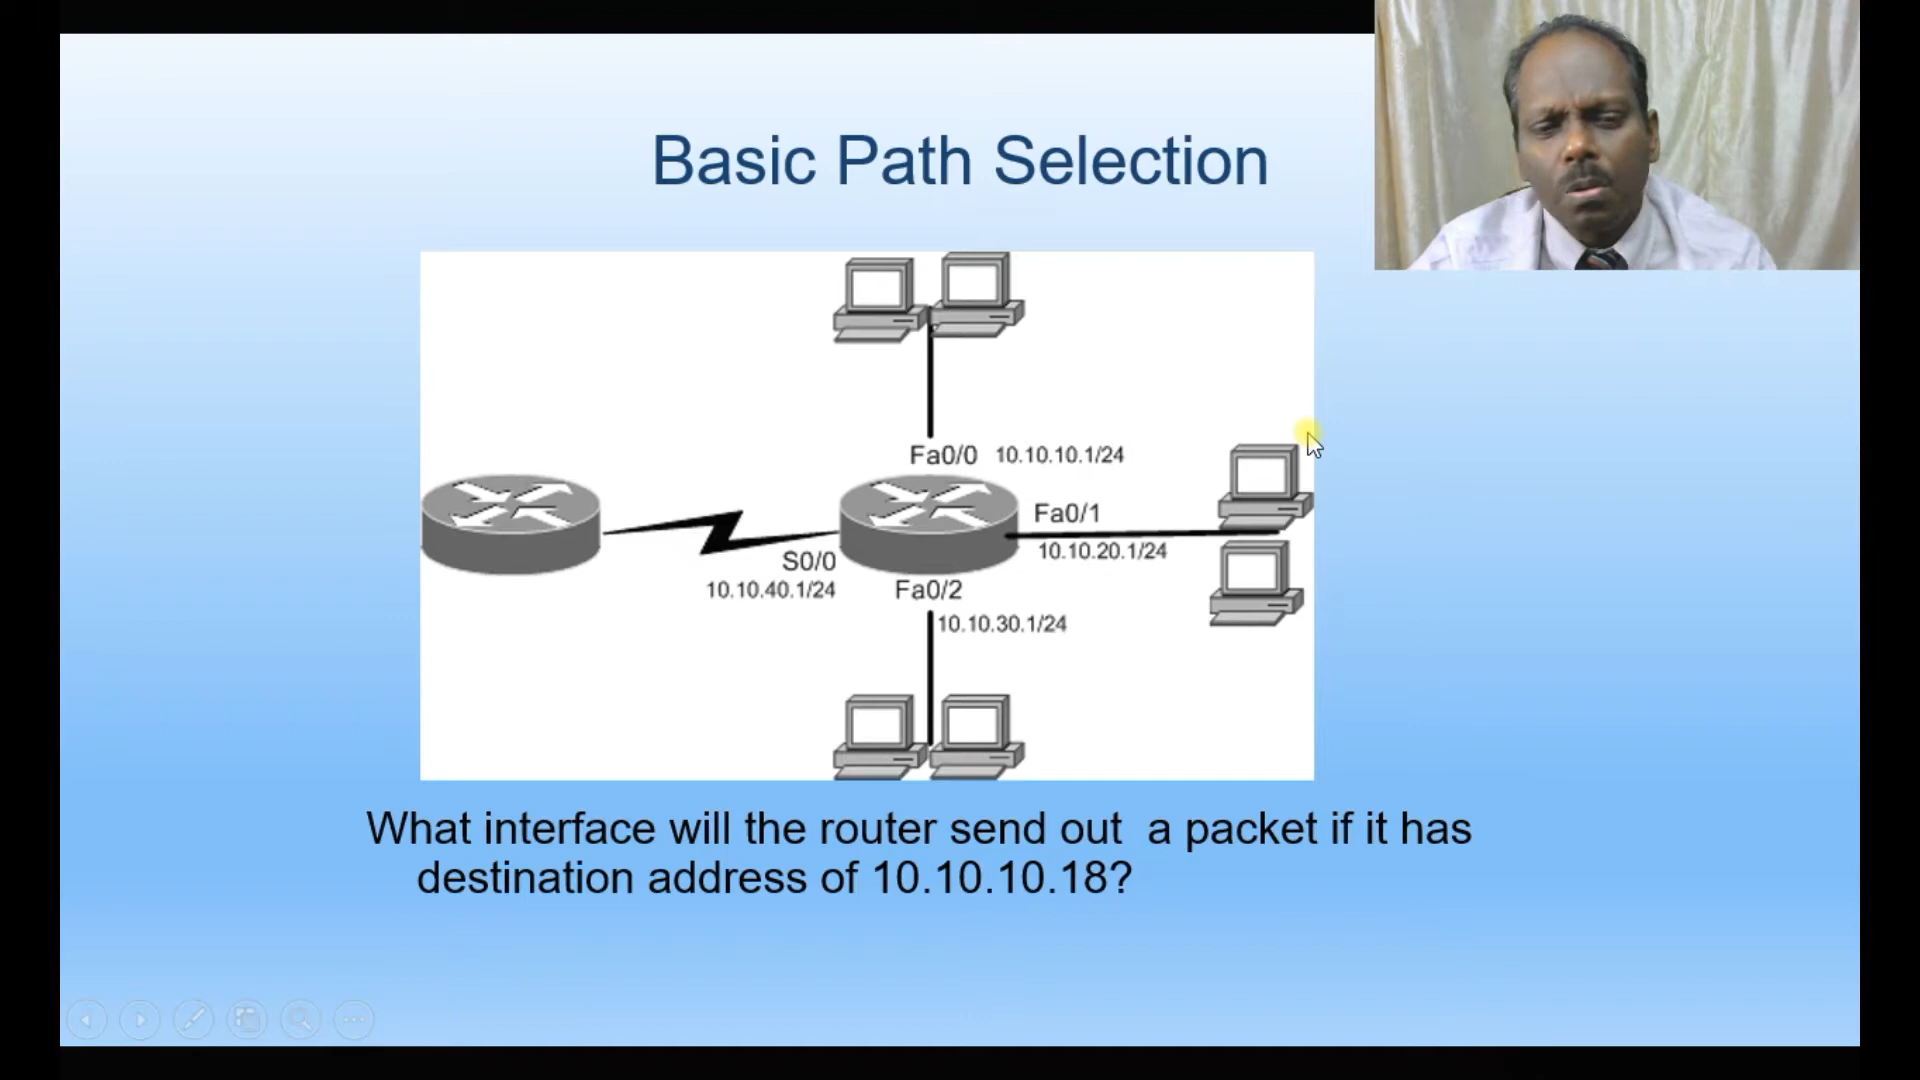 Basic Path Selection
Fa0/0 10.10.10.1/24
Fa0/1
10.10.20.1/24
S0/0
10.10.40.1/24
Fa0/2
10.10.30.1/24
What interface will the router send out  a packet if it has
destination address of 10.10.10.18?